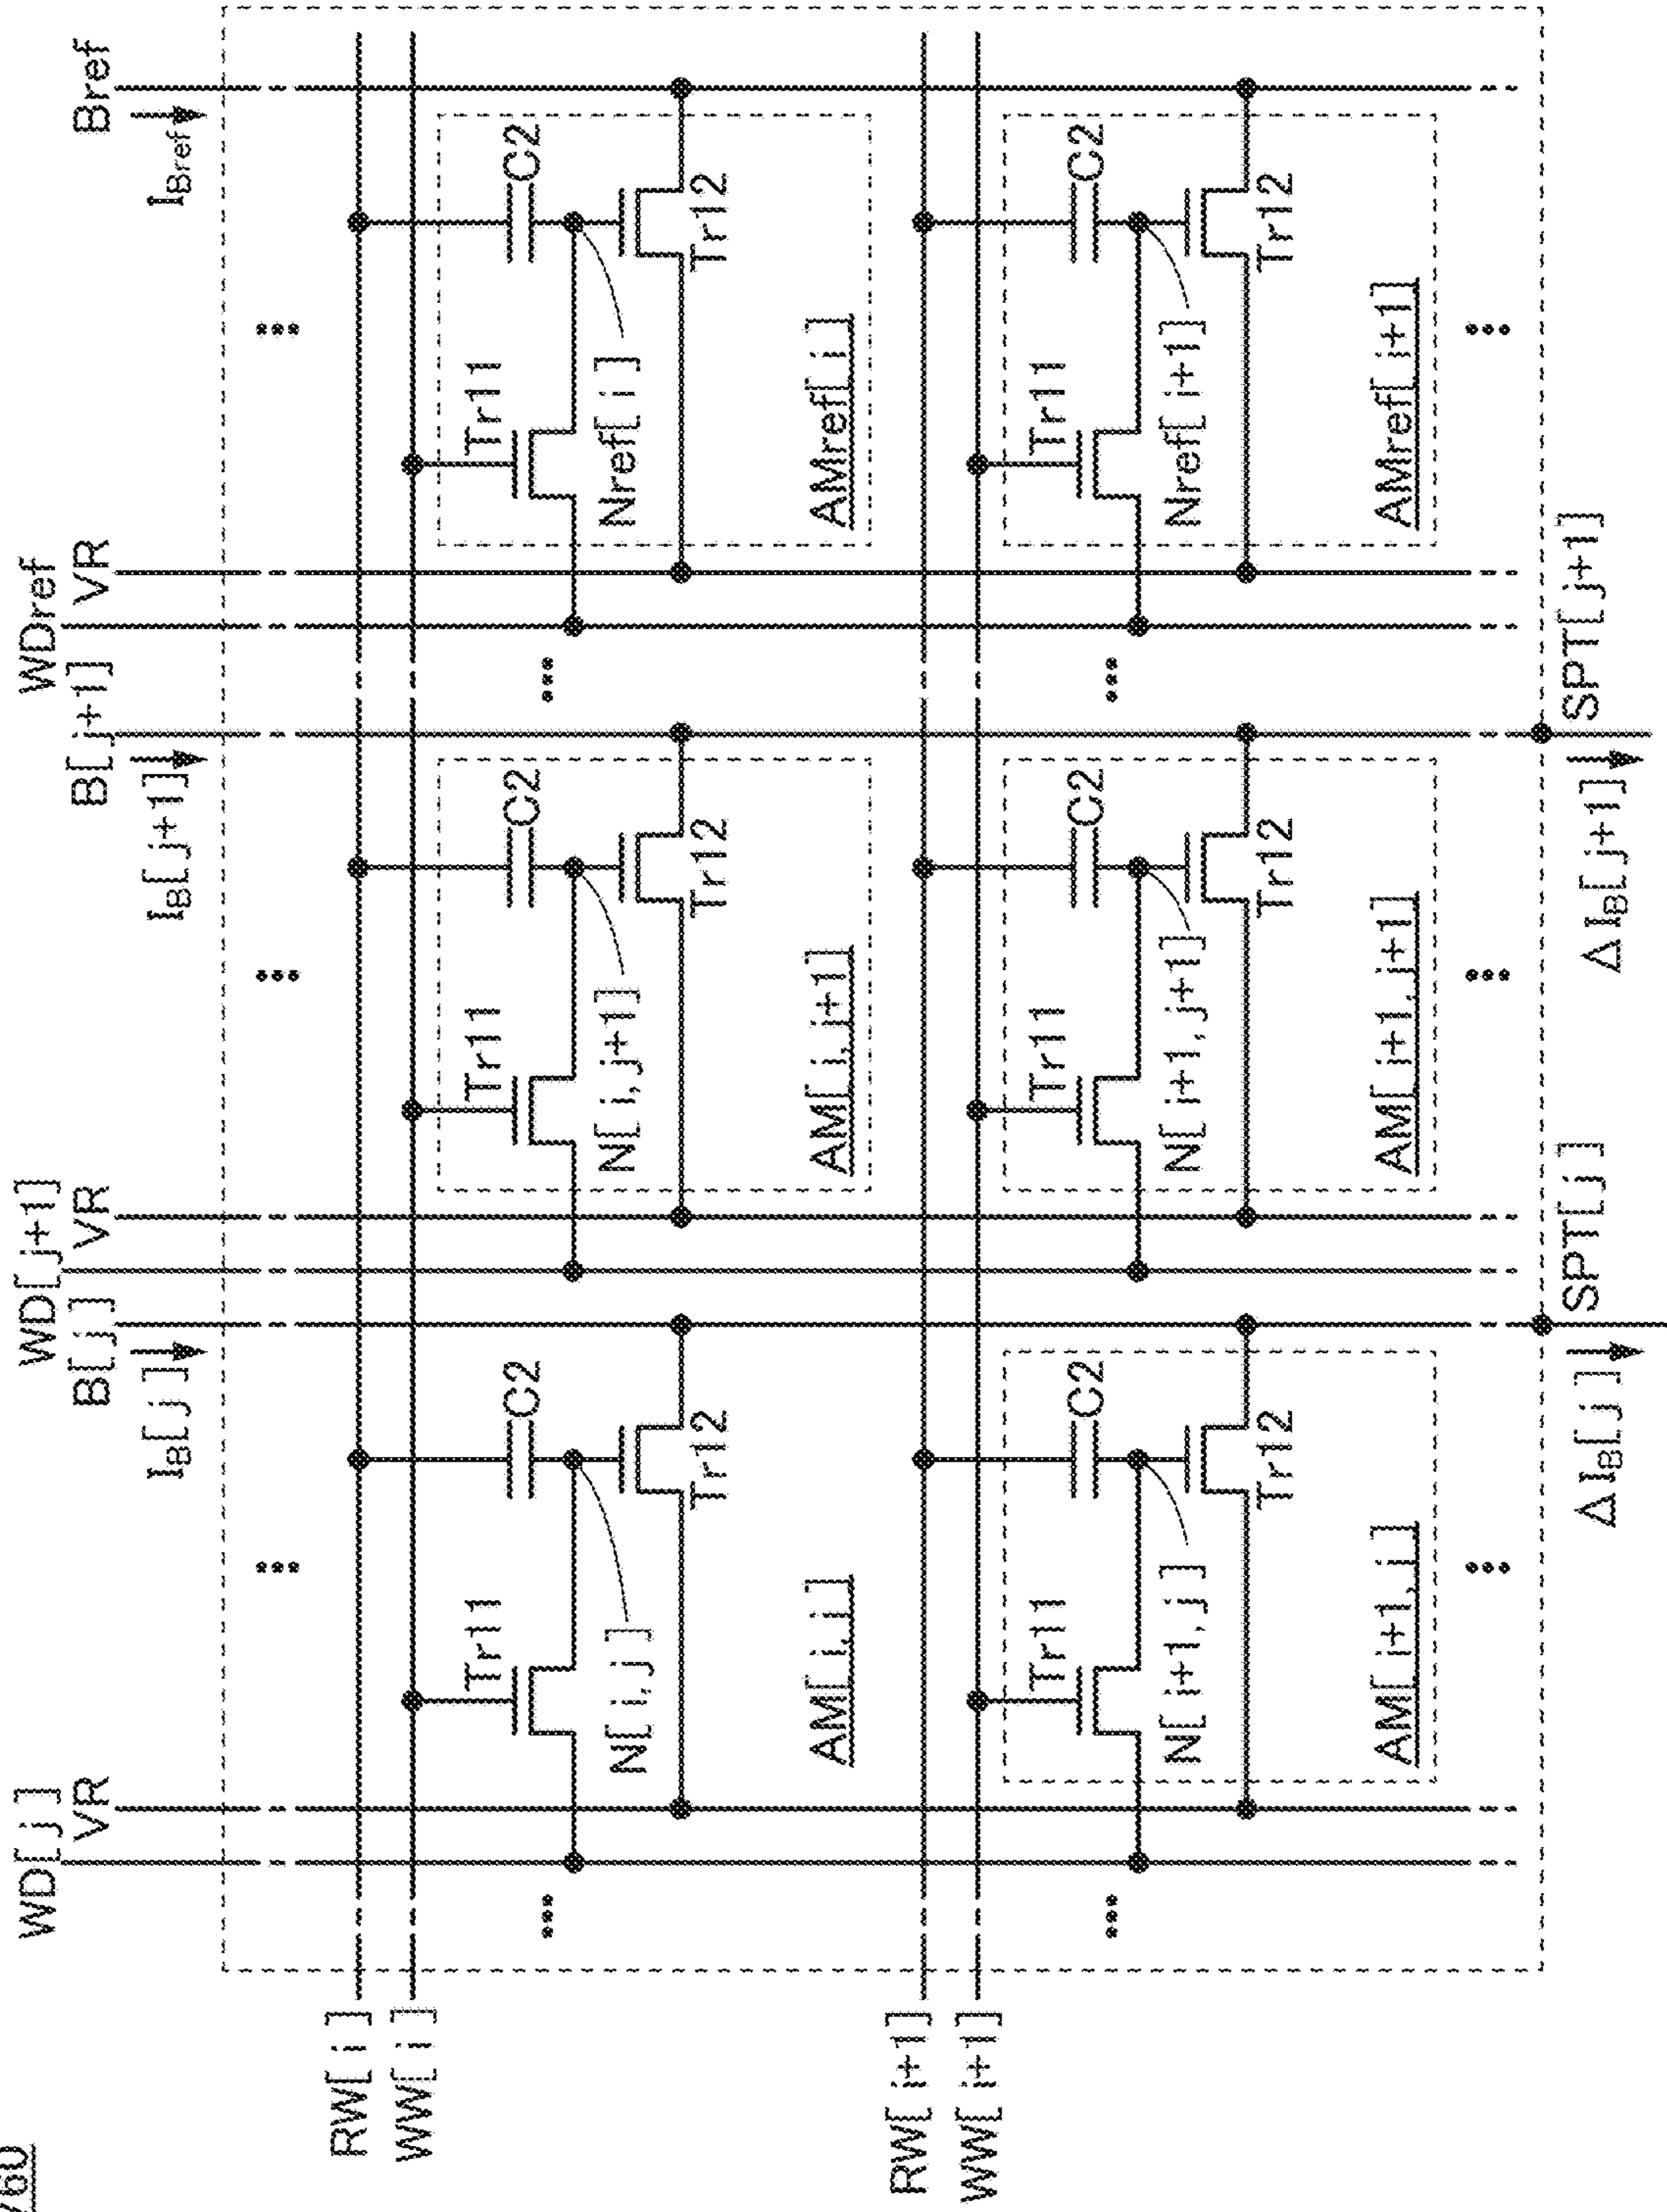 760
WD[j]
WD[j+1]
WDref
VR
B[j]
VR
B[j+1]
VR
Bref
I_B[j]
I_B[j+1]
I_Bref
RW[i]
WW[i]
Tr11
C2
Tr11
C2
Tr11
C2
N[i,j]
N[i,j+1]
Nref[i]
Tr12
Tr12
Tr12
AM[i,j]
AM[i,j+1]
AMref[i]
RW[i+1]
WW[i+1]
Tr11
C2
Tr11
C2
Tr11
C2
N[i+1,j]
N[i+1,j+1]
Nref[i+1]
Tr12
Tr12
Tr12
AM[i+1,j]
AM[i+1,j+1]
AMref[i+1]
SPT[j]
SPT[j+1]
ΔI_B[j]
ΔI_B[j+1]